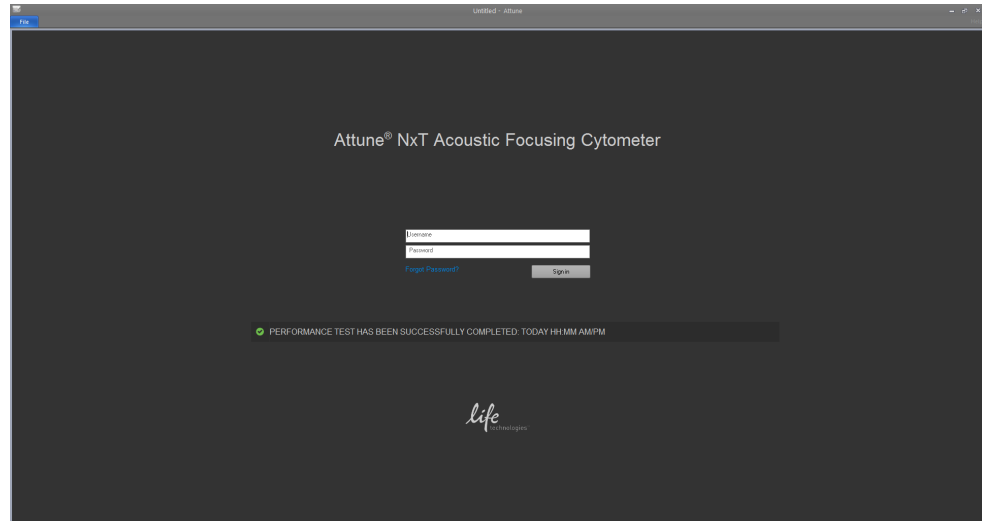 Untitled - Attune
File
Attune® NxT Acoustic Focusing Cytometer
Username
Password
Forgot Password?
Sign in
PERFORMANCE TEST HAS BEEN SUCCESSFULLY COMPLETED: TODAY HH:MM AM/PM
life
technologies™